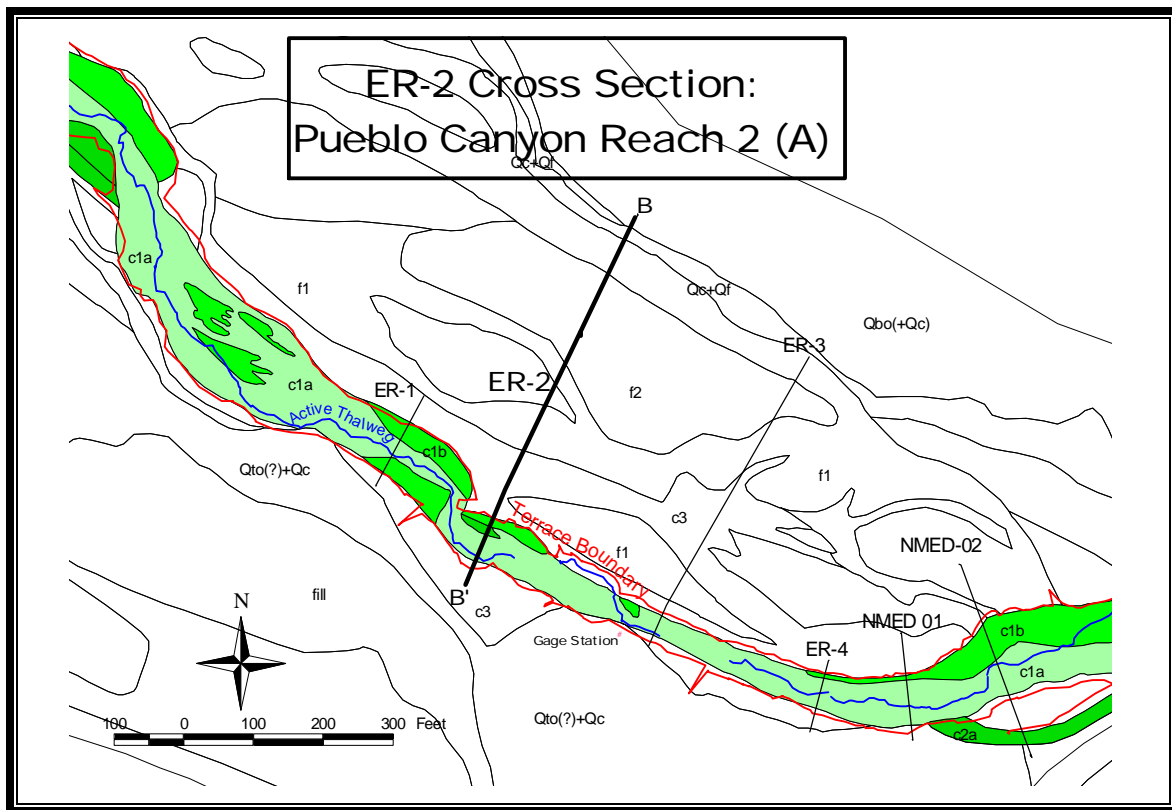 ER-2 Cross Section:
Pueblo Canyon Reach 2 (A)
Qc+Qf
B
c1a
f1
Qc+Qf
Qbo(+Qc)
ER-3
c1a
ER-1
ER-2
f2
Active Thalweg
c1b
Qto(?)+Qc
f1
c3
Terrace Boundary
NMED-02
f1
B'
c3
fill
N
Gage Station
NMED 01
c1b
ER-4
c1a
Qto(?)+Qc
c2a
100 0 100 200 300 Feet